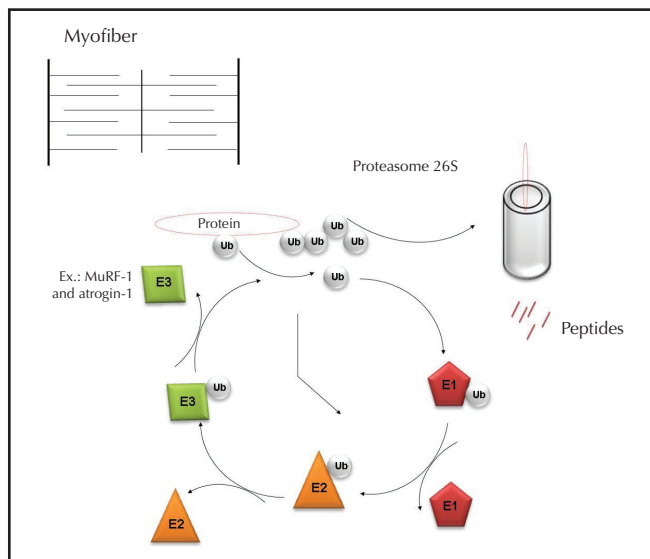 Myofiber
Proteasome 26S
Protein
Ub
Ub
Ub
Ub
Ub
Ub
Ex.: MuRF-1
and atrogin-1
E3
Peptides
E3
Ub
E1
Ub
Ub
E2
E2
E1